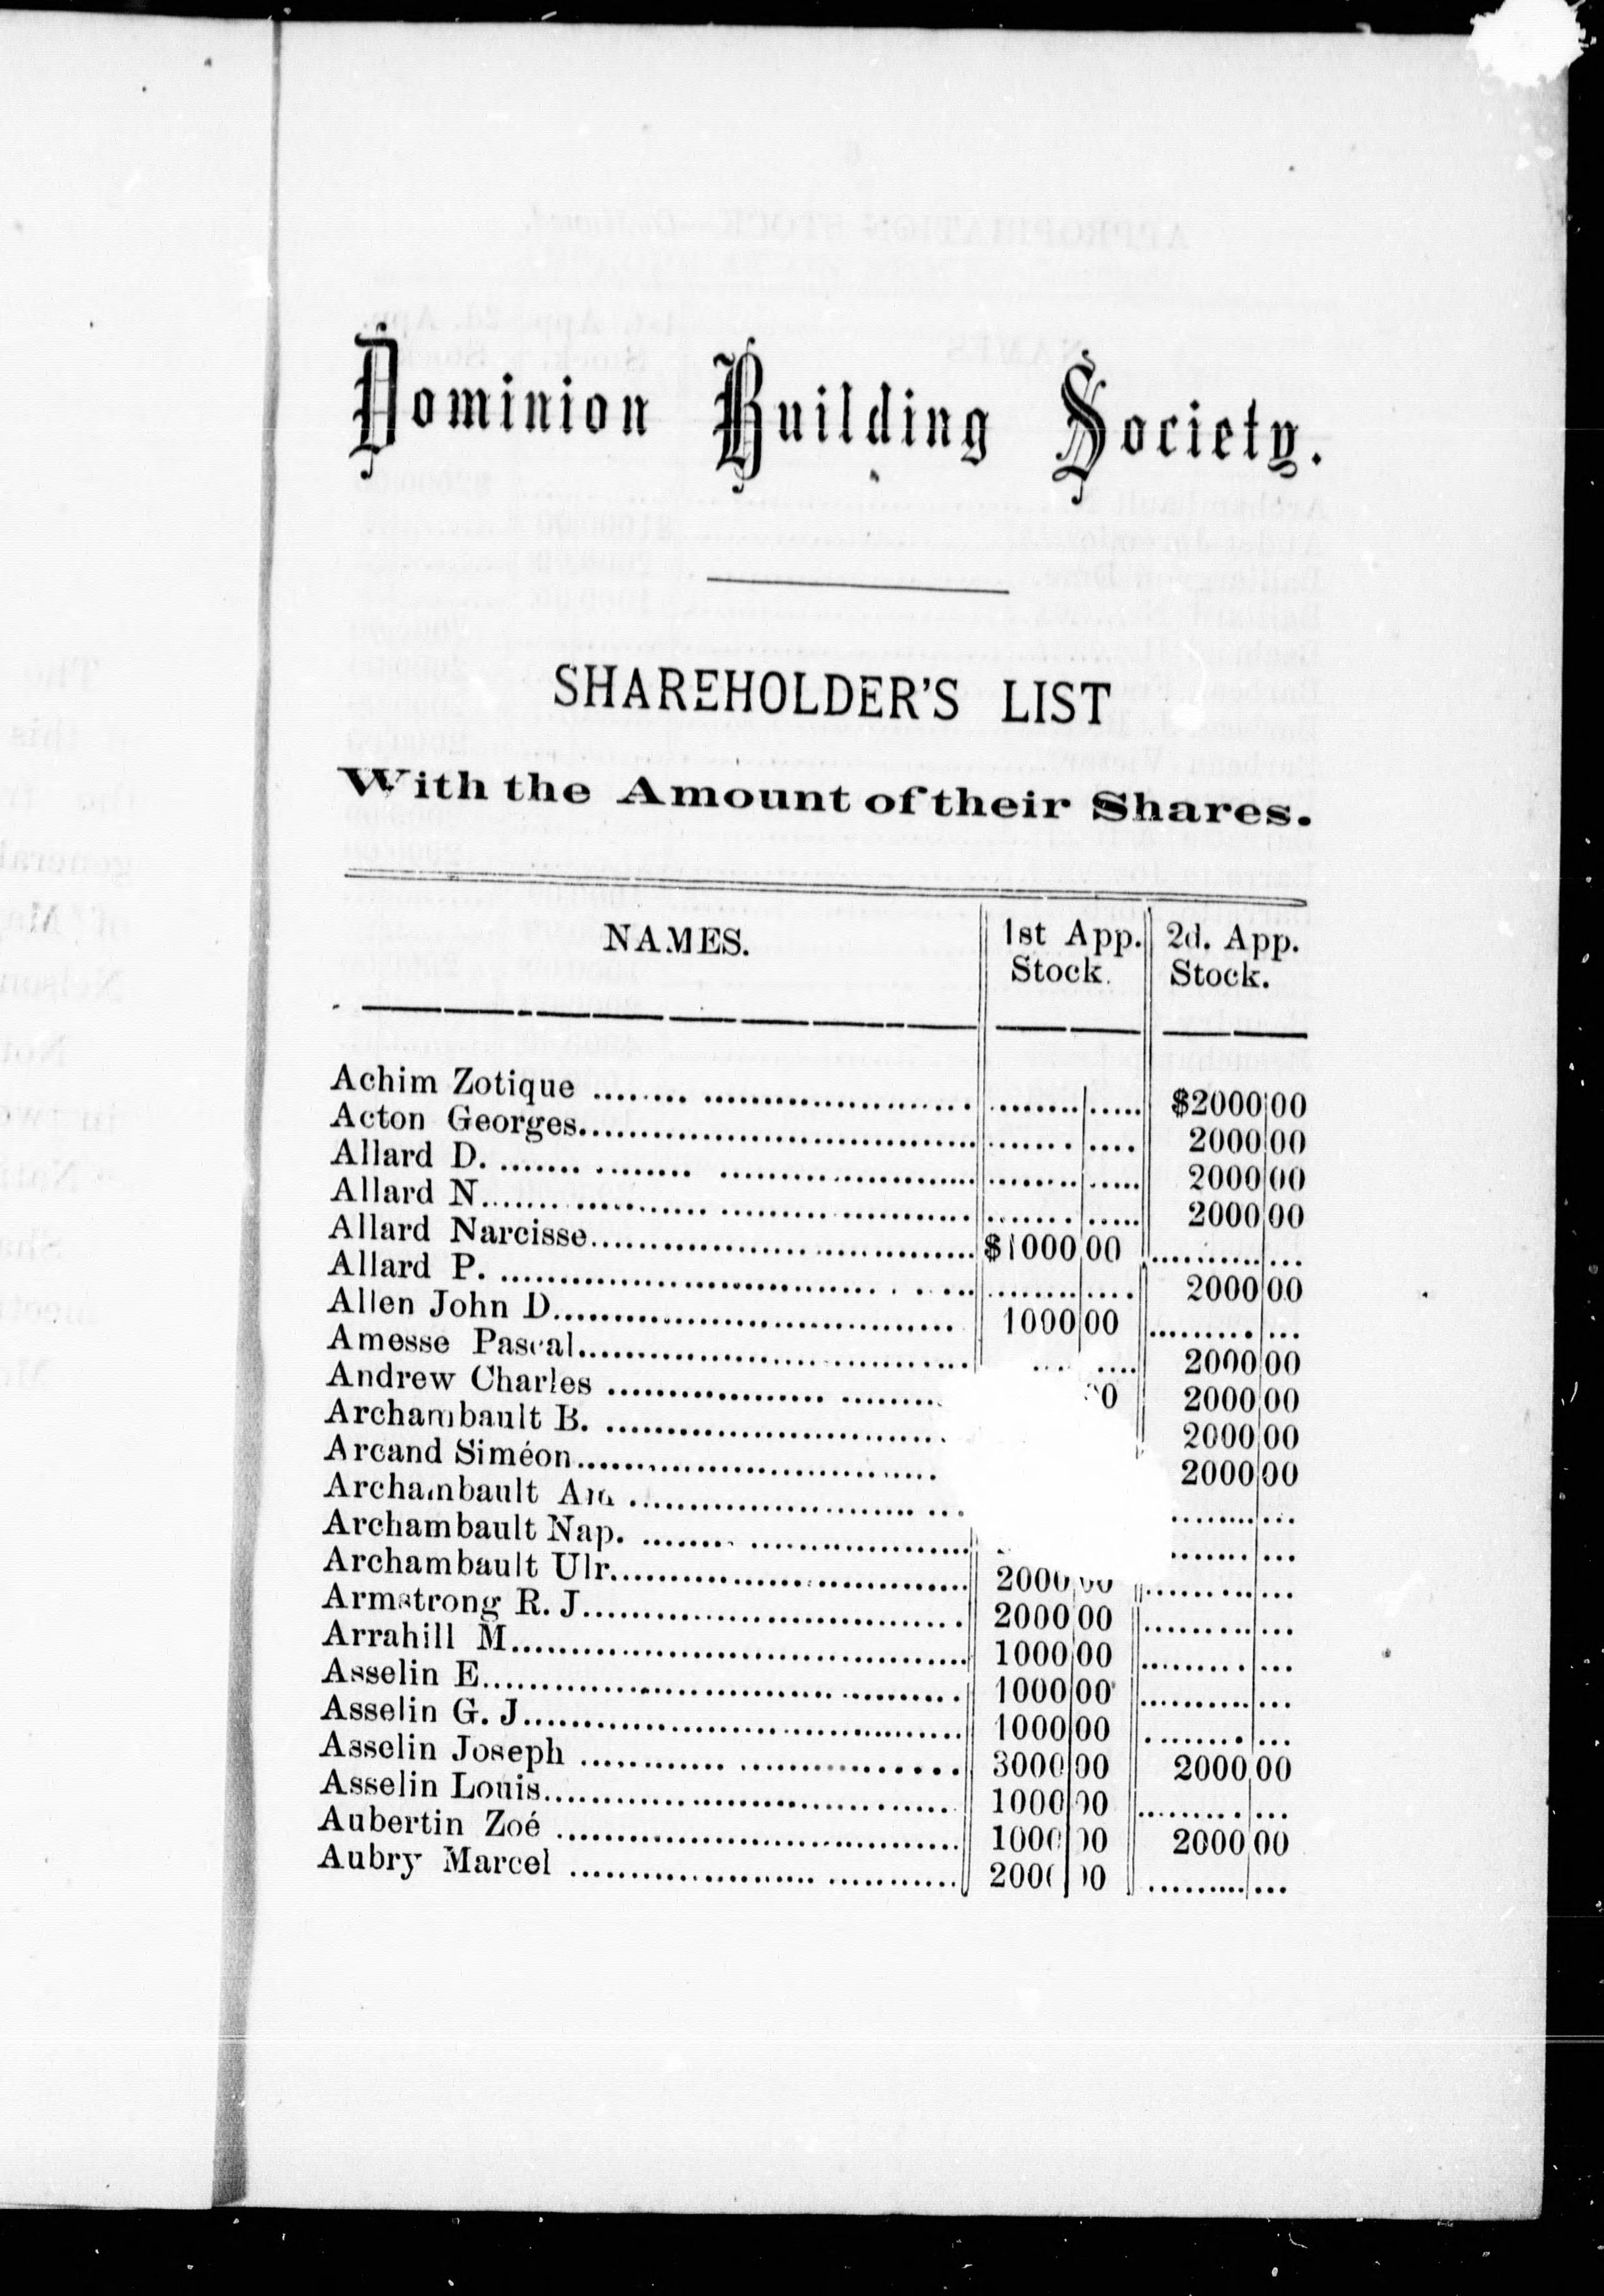 Dominion Building Society.
SHAREHOLDER'S LIST
With the Amount of their Shares.
NAMES. 1st App. Stock. 2d. App. Stock.
Achim Zotique ........ ........ $2000 00
Acton Georges ........ ........ 2000 00
Allard D. ........ ........ 2000 00
Allard N. ........ ........ 2000 00
Allard Narcisse ........ $1000 00 ........
Allard P. ........ ........ 2000 00
Allen John D. ........ 1000 00 ........
Amesse Pascal ........ ........ 2000 00
Andrew Charles ........ 2000 00
Archambault B. ........ 2000 00
Arcand Siméon ........ 2000 00
Archambault ........ ........
Archambault Nap. ........ ........
Archambault Ulr. ........ 2000 00 ........
Armstrong R. J. ........ 2000 00 ........
Arrahill M. ........ 1000 00 ........
Asselin E. ........ 1000 00 ........
Asselin G. J. ........ 1000 00 ........
Asselin Joseph ........ 3000 00 2000 00
Asselin Louis ........ 1000 00 ........
Aubertin Zoé ........ 1000 00 2000 00
Aubry Marcel ........ 2000 00 ........